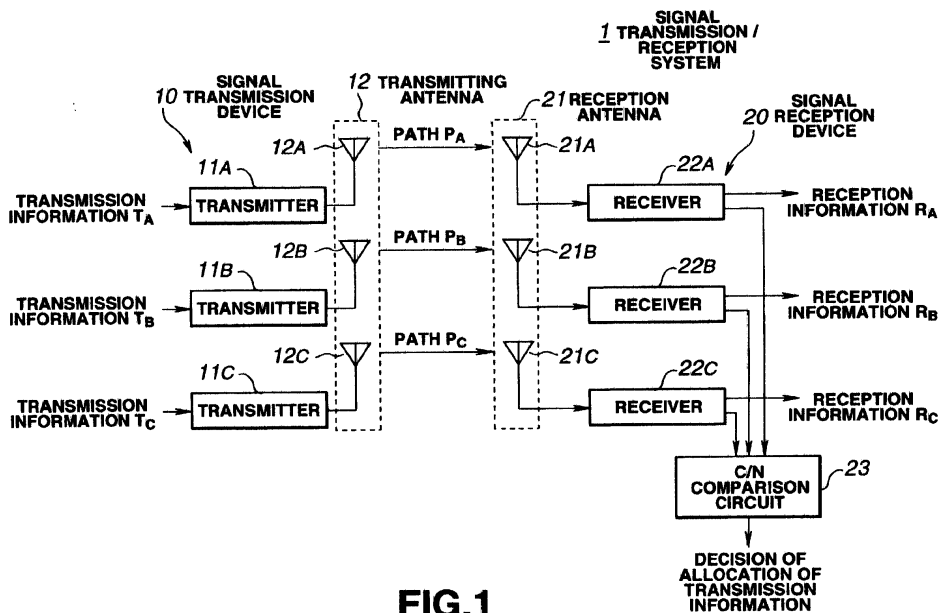 1 SIGNAL
TRANSMISSION /
RECEPTION
SYSTEM
10 SIGNAL
TRANSMISSION
DEVICE
12 TRANSMITTING
ANTENNA
21 RECEPTION
ANTENNA
20 SIGNAL
RECEPTION
DEVICE
12A
PATH PA
21A
11A
22A
TRANSMISSION
INFORMATION TA
TRANSMITTER
RECEIVER
RECEPTION
INFORMATION RA
12B
PATH PB
21B
11B
22B
TRANSMISSION
INFORMATION TB
TRANSMITTER
RECEIVER
RECEPTION
INFORMATION RB
12C
PATH PC
21C
11C
22C
TRANSMISSION
INFORMATION TC
TRANSMITTER
RECEIVER
RECEPTION
INFORMATION RC
C/N
COMPARISON
CIRCUIT
23
DECISION OF
ALLOCATION OF
TRANSMISSION
INFORMATION
FIG.1